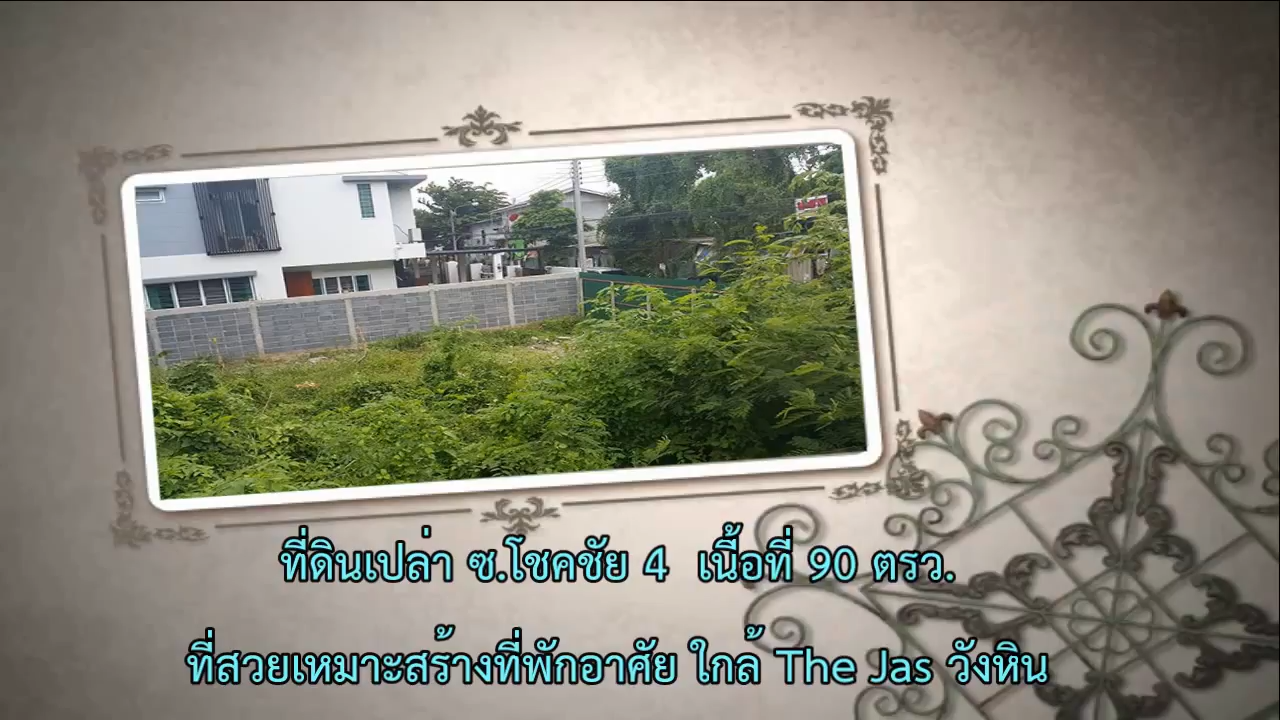 ที่ดินเปล่า ซ.โชคชัย 4 เนื้อที่ 90 ตรว.
ที่สวยเหมาะสร้างที่พักอาศัย ใกล้ The Jas วังหิน